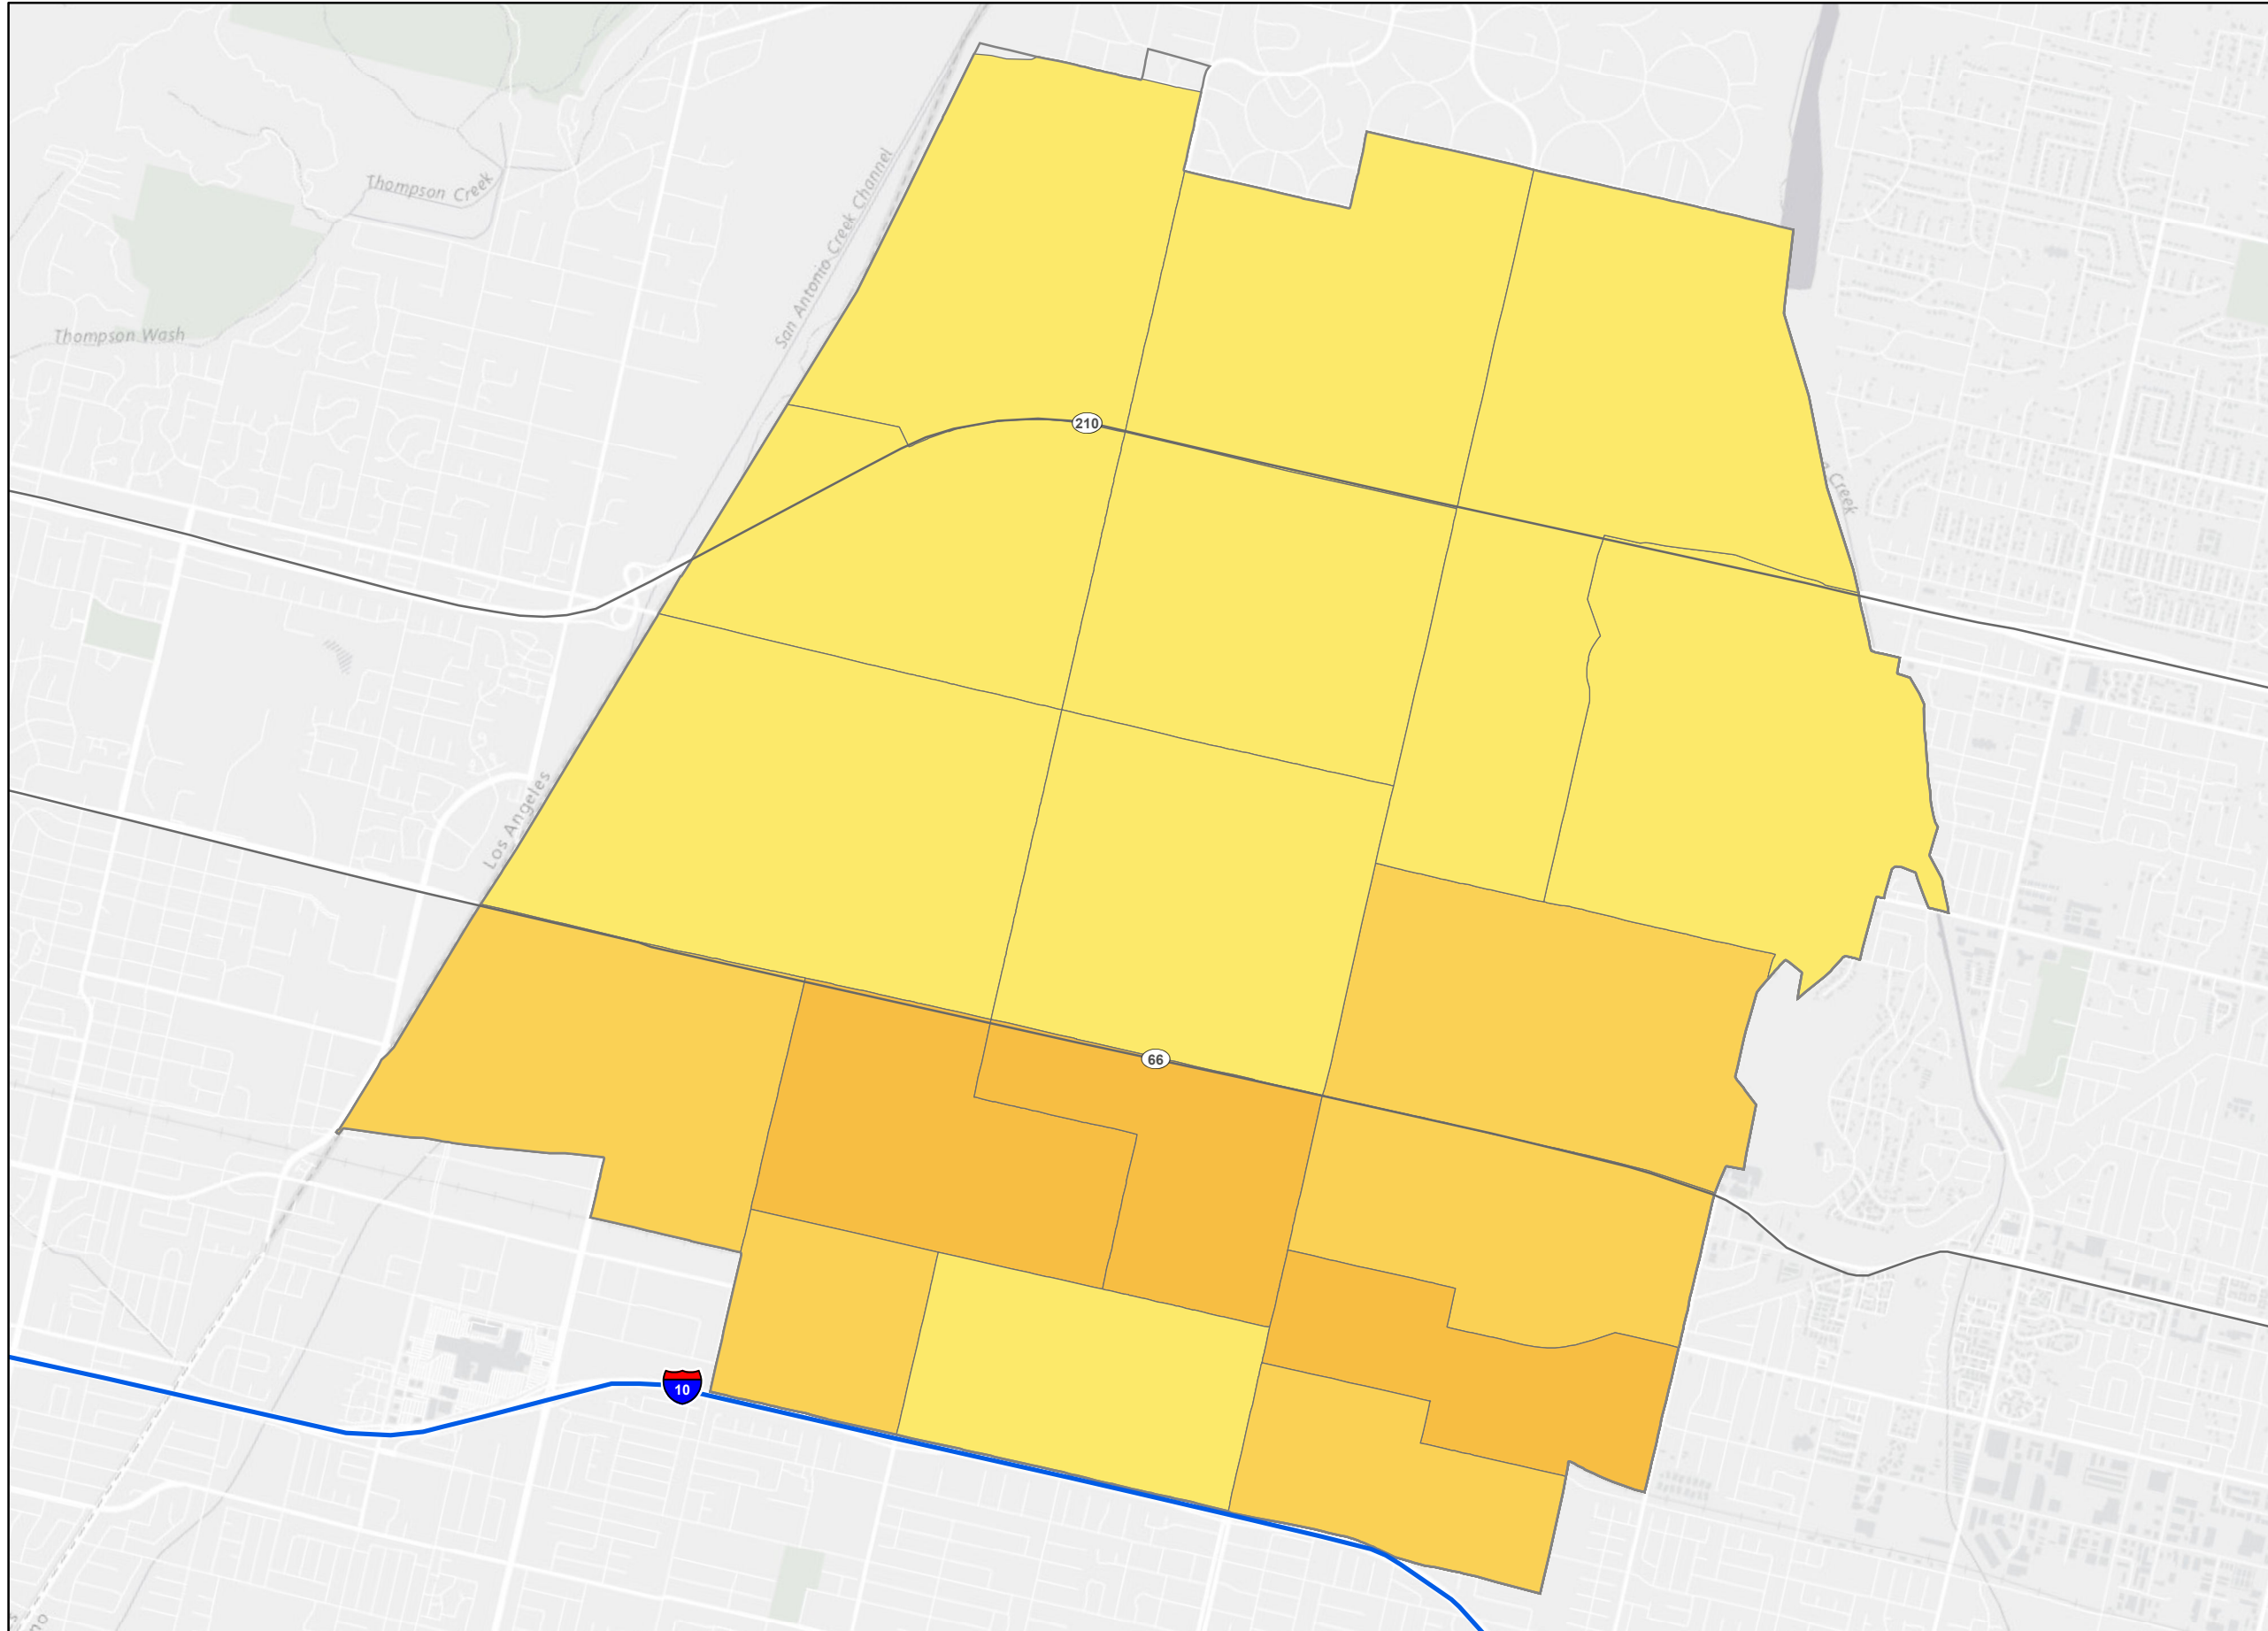 Thompson Creek
San Antonio Creek Channel
Thompson Wash
210
Creek
Los Angeles
66
10